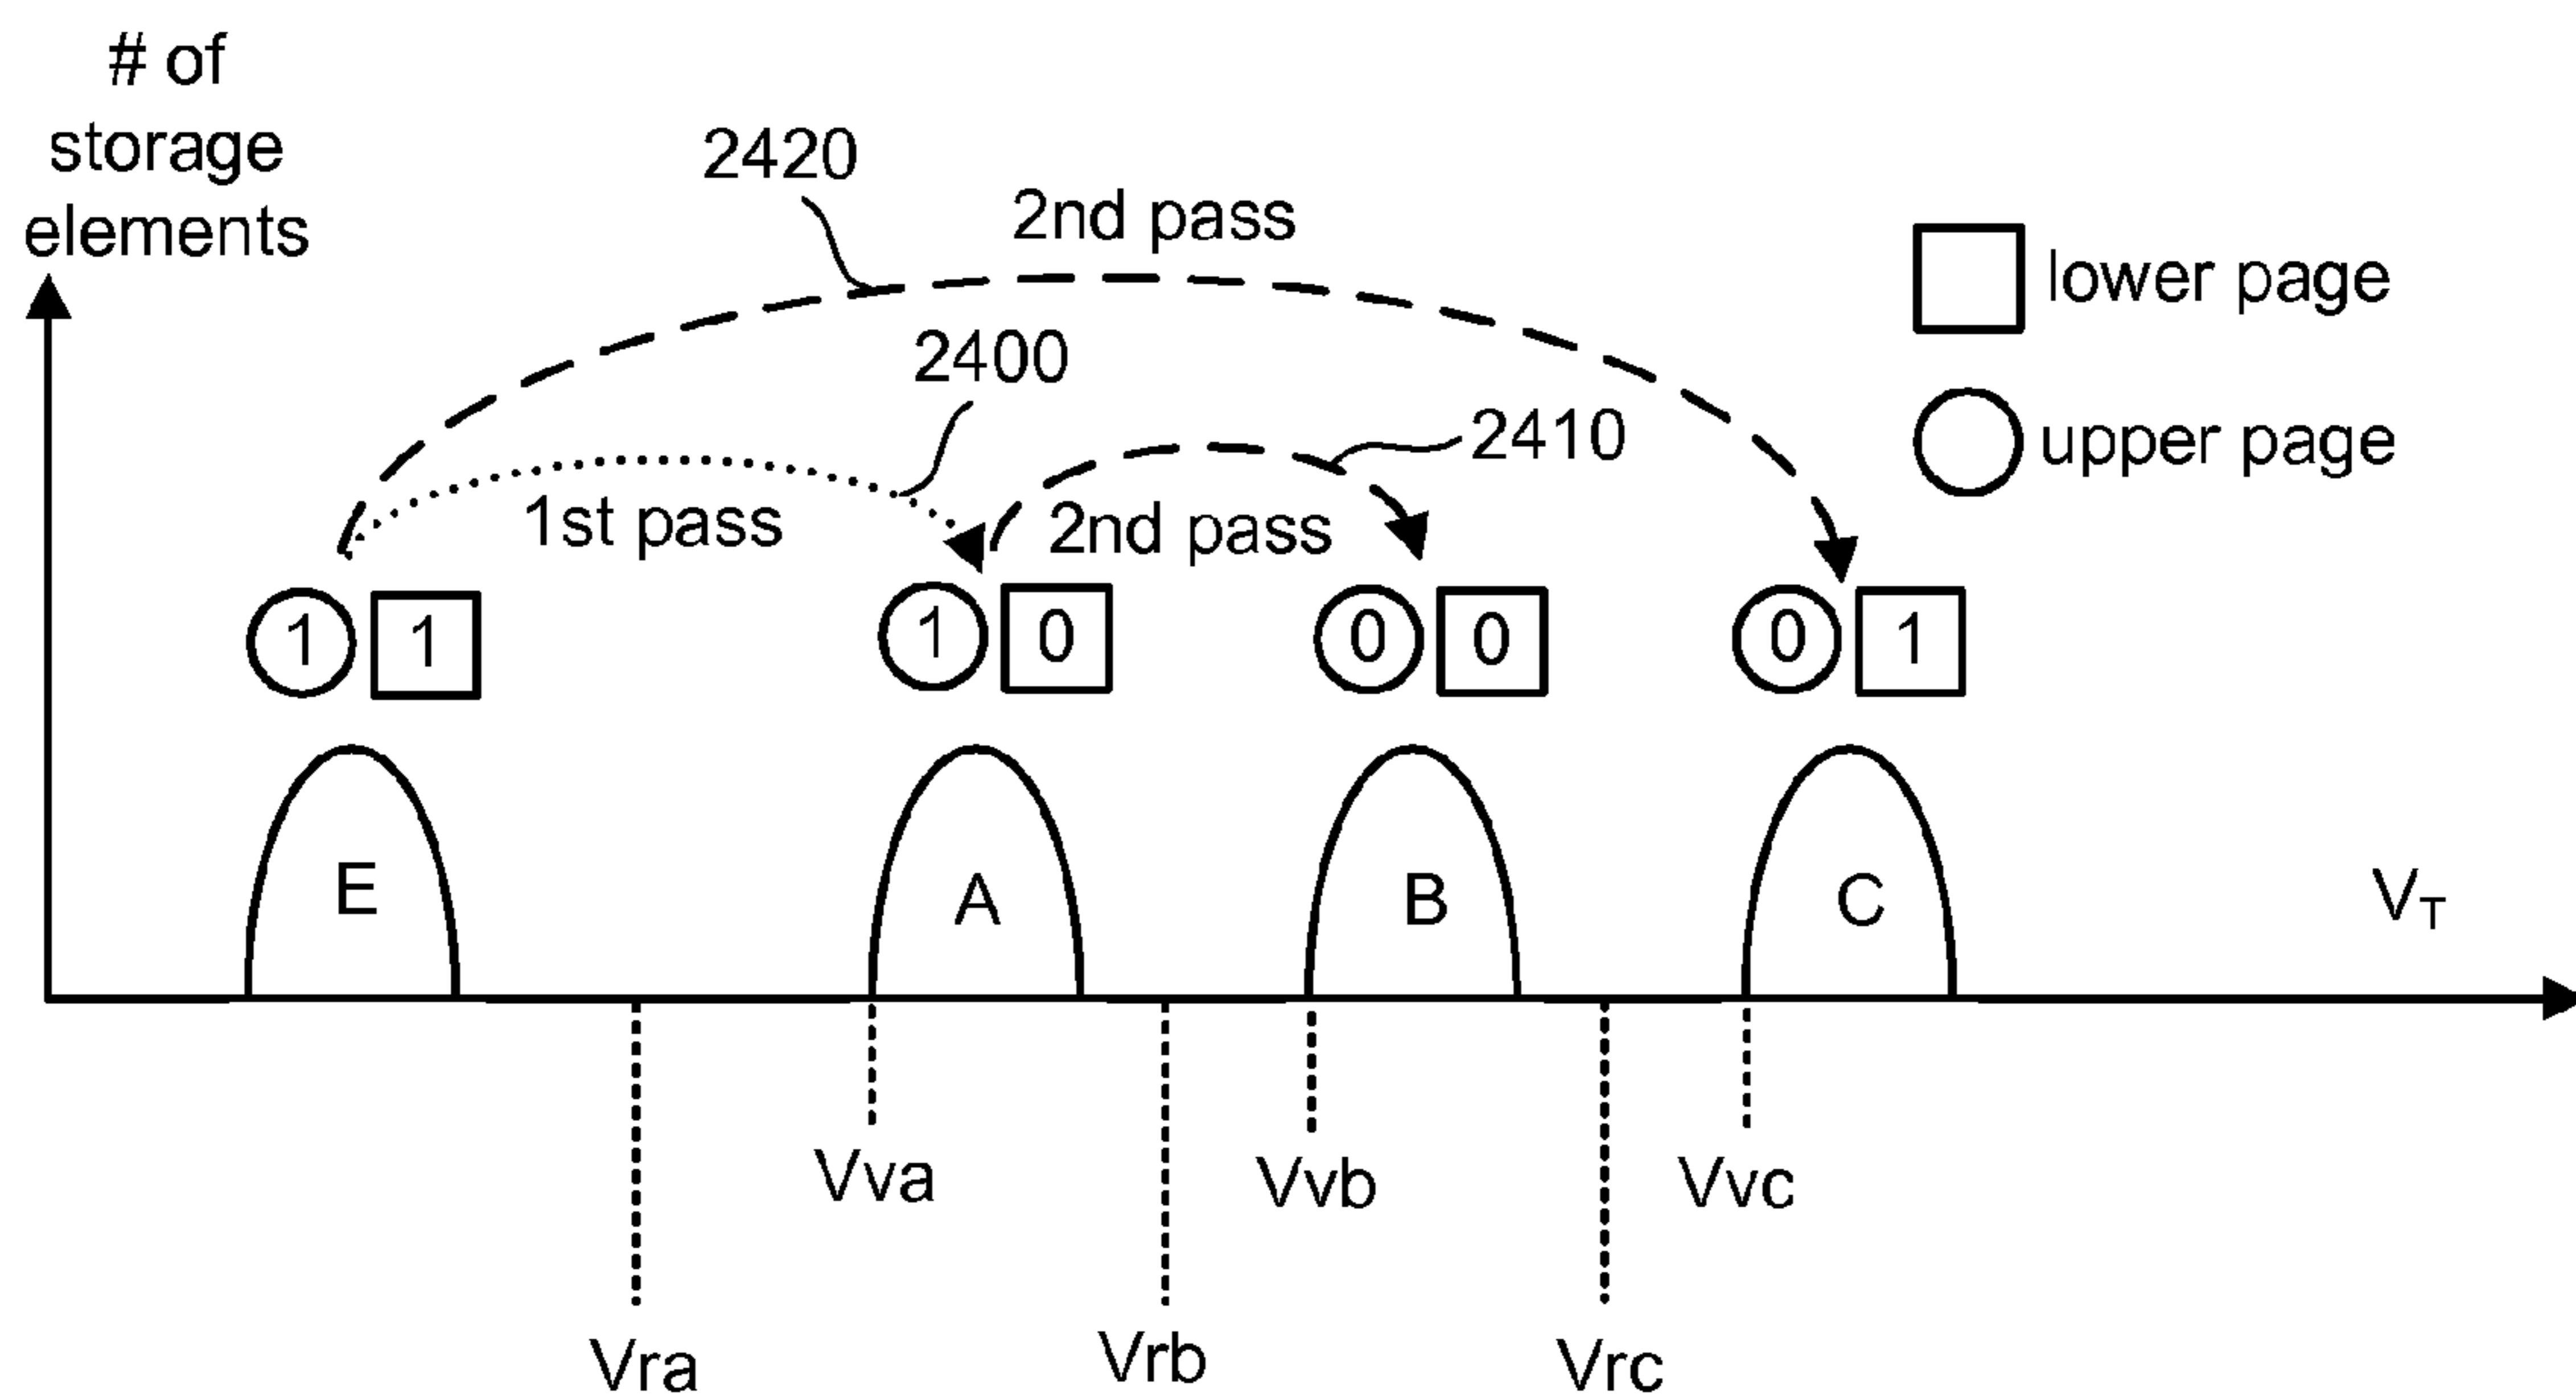 # of
storage
elements
2420
2nd pass
lower page
2400
2410
upper page
1st pass
2nd pass
1 1
1 0
0 0
0 1
E
A
B
C
VT
Vva
Vvb
Vvc
Vra
Vrb
Vrc